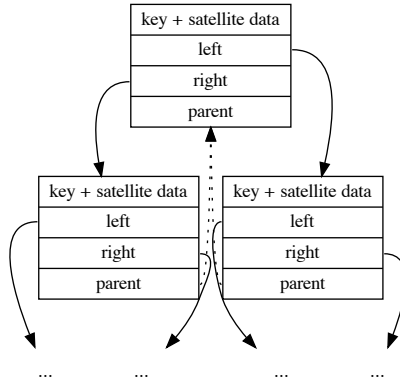 key + satellite data
left
right
parent
key + satellite data
left
right
parent
key + satellite data
left
right
parent
... ... ... ...